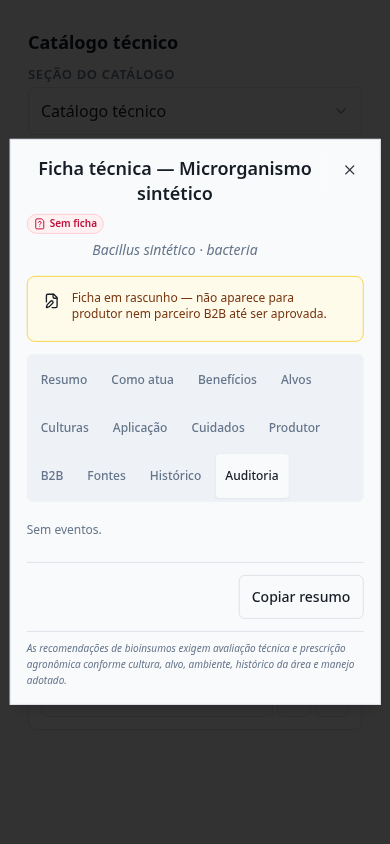 Catálogo técnico
SEÇÃO DO CATÁLOGO
Catálogo técnico
Ficha técnica — Microrganismo
sintético
Sem ficha
Bacillus sintético · bacteria
Ficha em rascunho — não aparece para
produtor nem parceiro B2B até ser aprovada.
Resumo Como atua Benefícios Alvos
Culturas Aplicação Cuidados Produtor
B2B Fontes Histórico Auditoria
Sem eventos.
Copiar resumo
As recomendações de bioinsumos exigem avaliação técnica e prescrição
agronômica conforme cultura, alvo, ambiente, histórico da área e manejo
adotado.